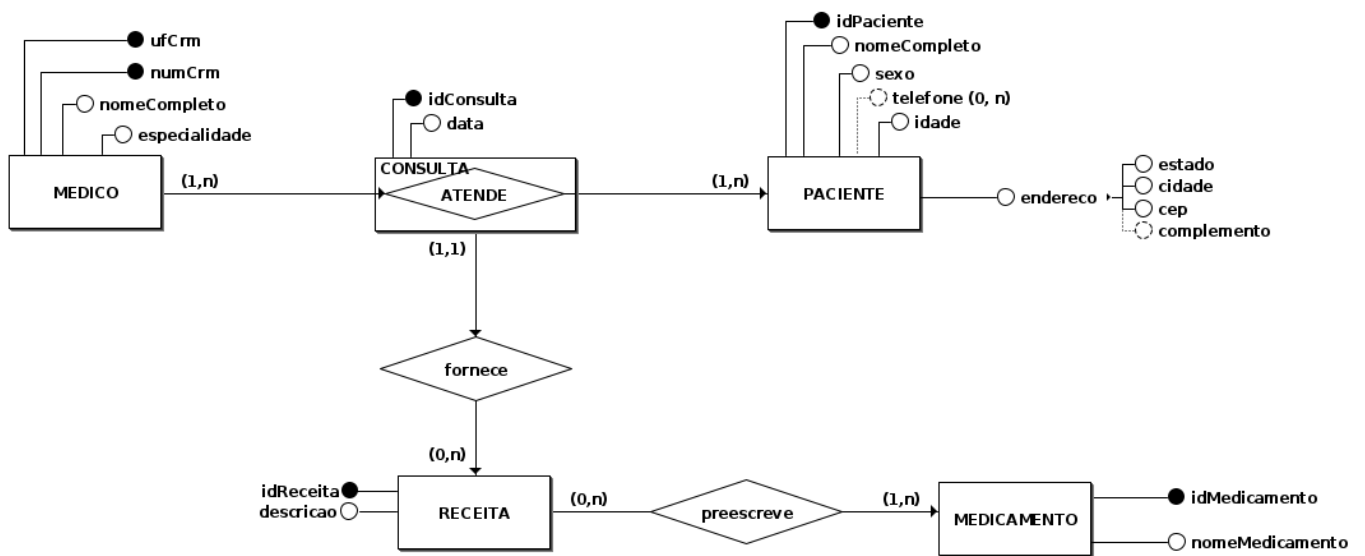 idPaciente
ufCrm
nomeCompleto
numCrm
sexo
nomeCompleto
idConsulta
telefone (0, n)
especialidade
data
idade
CONSULTA
estado
MEDICO
(1,n)
ATENDE
(1,n)
PACIENTE
endereco
cidade
cep
complemento
(1,1)
fornece
(0,n)
idReceita
descricao
RECEITA
(0,n)
preescreve
(1,n)
MEDICAMENTO
idMedicamento
nomeMedicamento